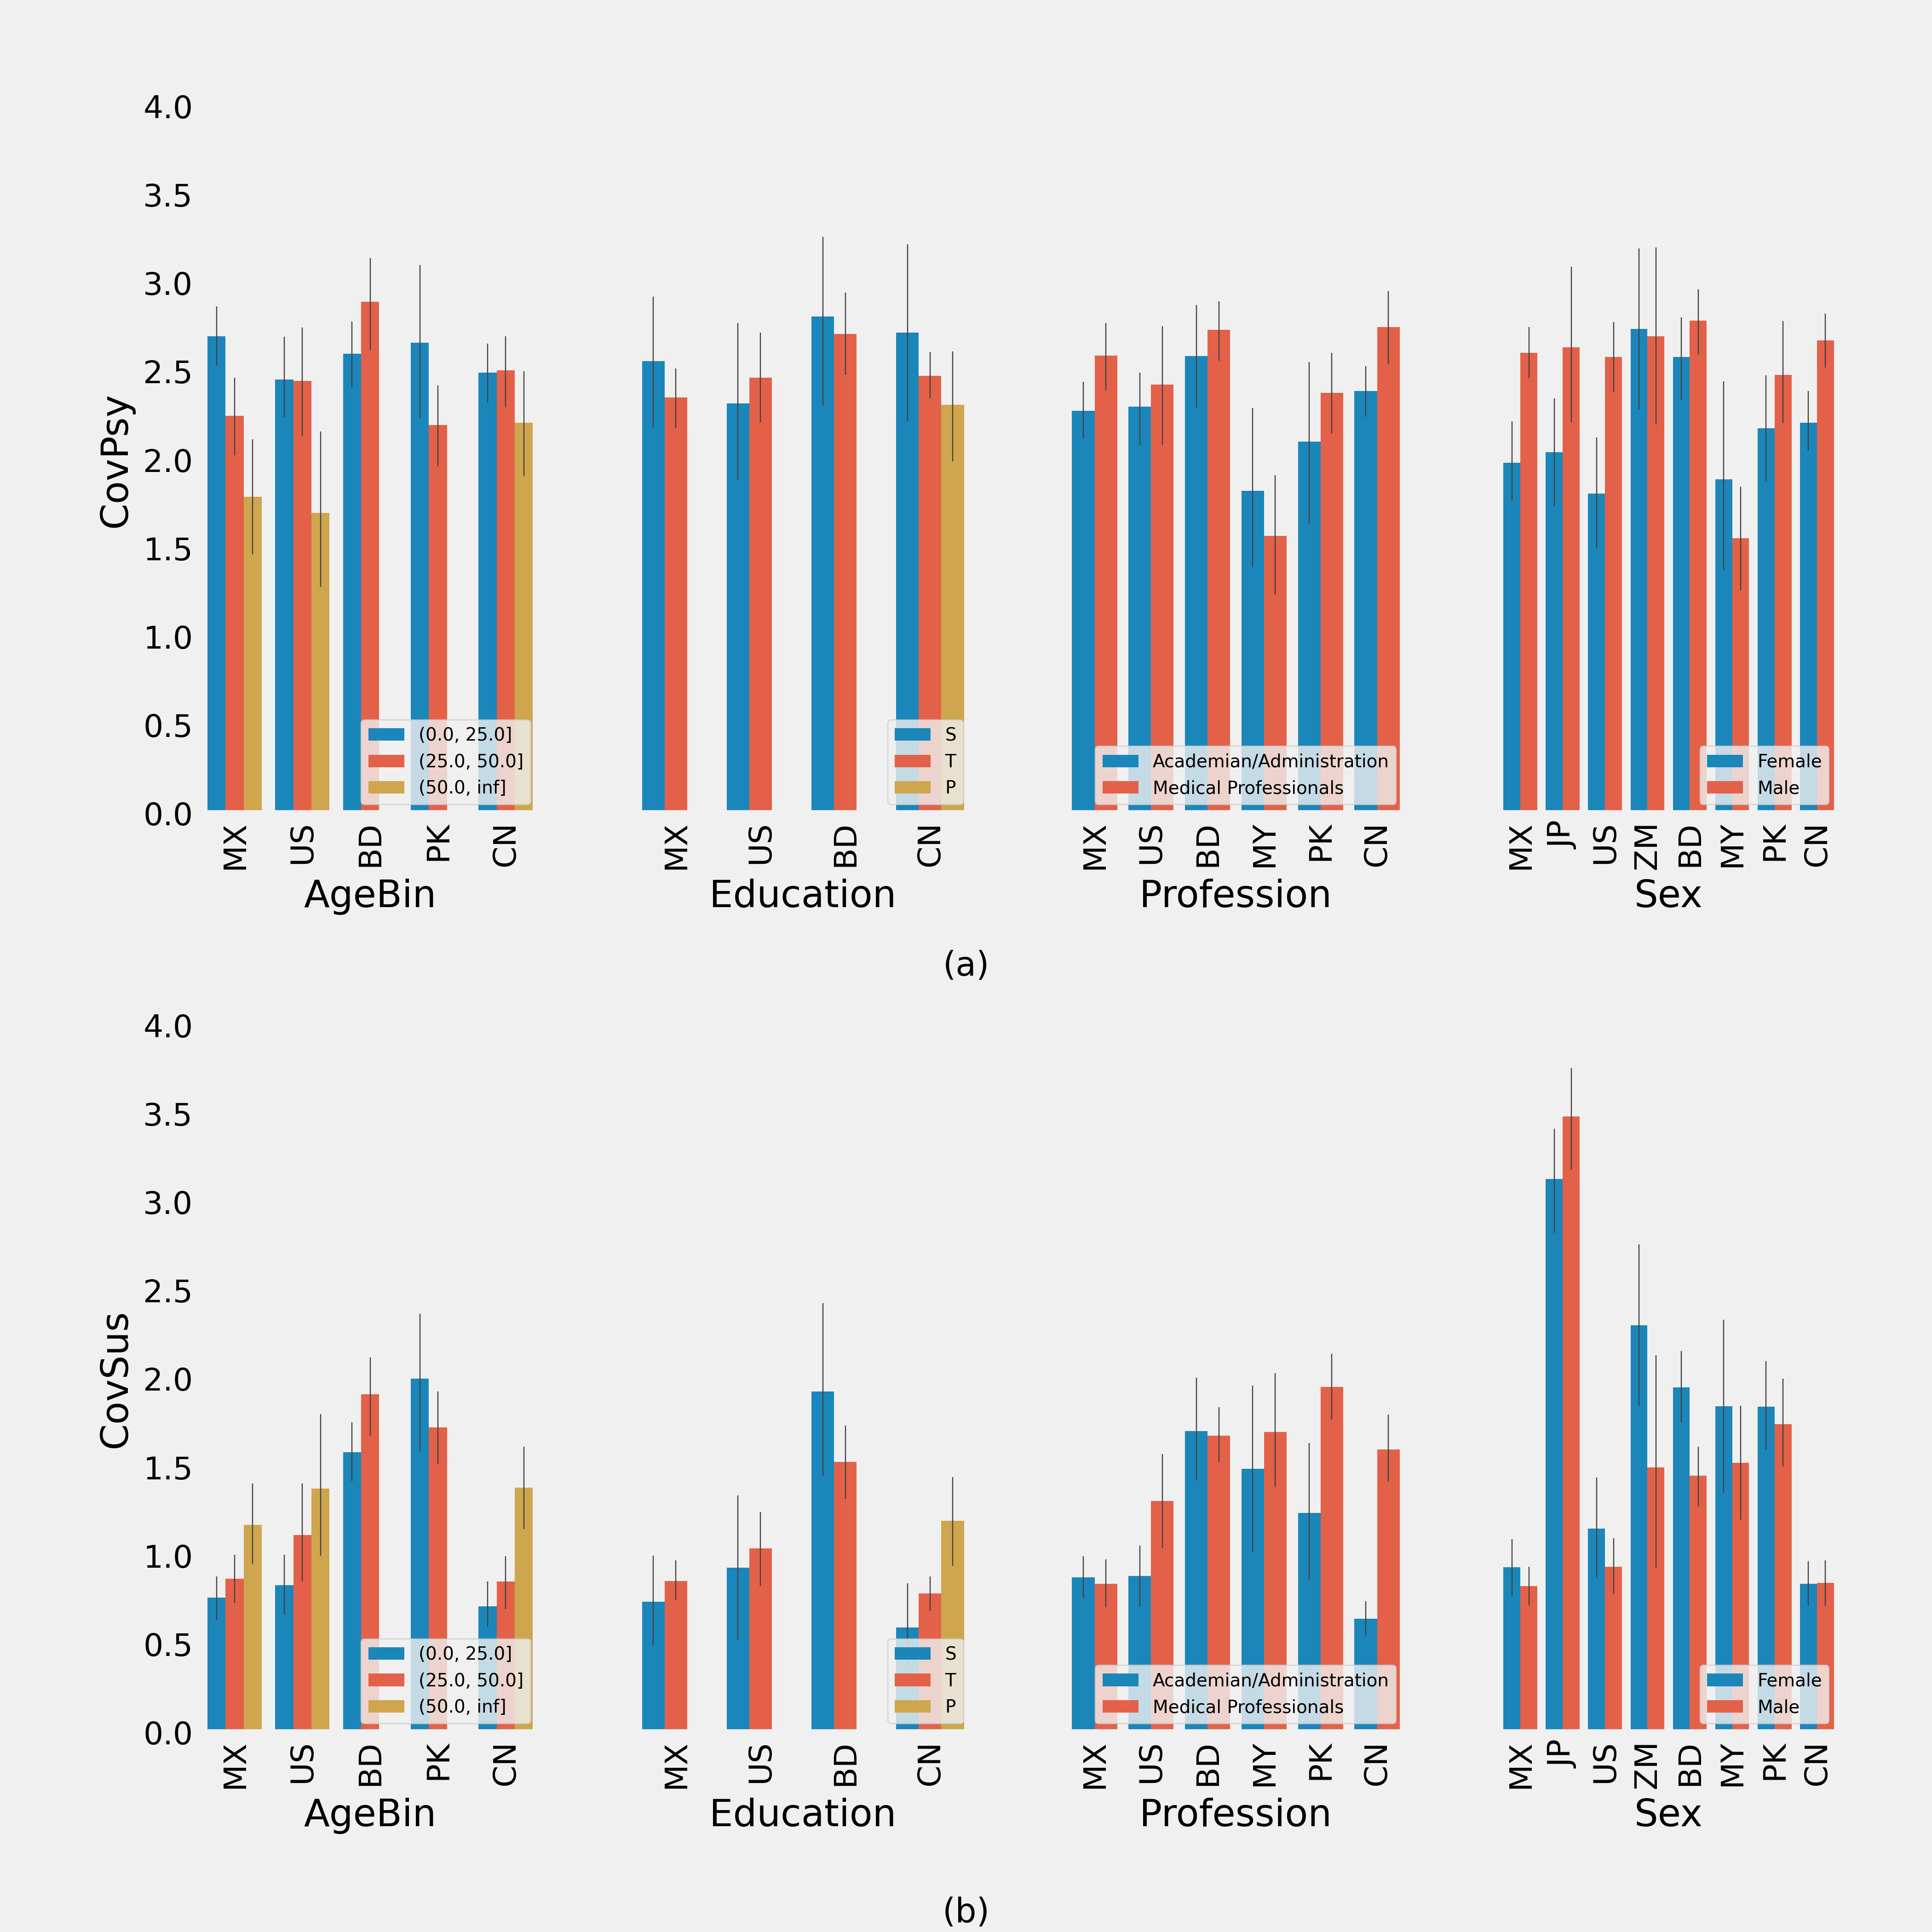 4.0
3.5
3.0
2.5
2.0
1.5
1.0
0.5
0.0
CovPsy
(0.0, 25.0]
(25.0, 50.0]
(50.0, inf]
MX US BD PK CN
AgeBin
S
T
P
MX US BD CN
Education
Academian/Administration
Medical Professionals
MX US BD MY PK CN
Profession
Female
Male
MX JP US ZM BD MY PK CN
Sex
(a)
4.0
3.5
3.0
2.5
2.0
1.5
1.0
0.5
0.0
CovSus
(0.0, 25.0]
(25.0, 50.0]
(50.0, inf]
MX US BD PK CN
AgeBin
S
T
P
MX US BD CN
Education
Academian/Administration
Medical Professionals
MX US BD MY PK CN
Profession
Female
Male
MX JP US ZM BD MY PK CN
Sex
(b)